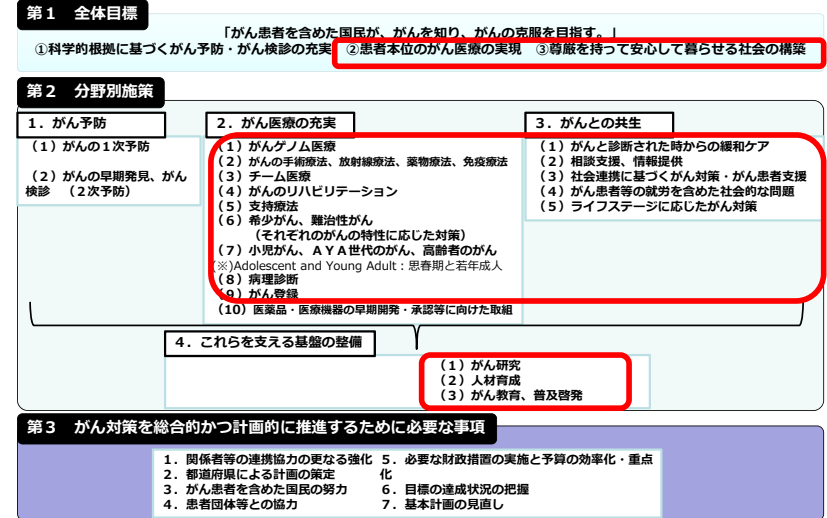 第１　全体目標
「がん患者を含めた国民が、がんを知り、がんの克服を目指す。」
①科学的根拠に基づくがん予防・がん検診の充実　②患者本位のがん医療の実現　③尊厳を持って安心して暮らせる社会の構築
第２　分野別施策
１．がん予防
（１）がんの１次予防
（２）がんの早期発見、がん
検診　（２次予防）
２．がん医療の充実
（１）がんゲノム医療
（２）がんの手術療法、放射線療法、薬物療法、免疫療法
（３）チーム医療
（４）がんのリハビリテーション
（５）支持療法
（６）希少がん、難治性がん
（それぞれのがんの特性に応じた対策）
（７）小児がん、ＡＹＡ世代のがん、高齢者のがん
(※)Adolescent and Young Adult：思春期と若年成人
（８）病理診断
（９）がん登録
（10）医薬品・医療機器の早期開発・承認等に向けた取組
３．がんとの共生
（１）がんと診断された時からの緩和ケア
（２）相談支援、情報提供
（３）社会連携に基づくがん対策・がん患者支援
（４）がん患者等の就労を含めた社会的な問題
（５）ライフステージに応じたがん対策
４．これらを支える基盤の整備
（１）がん研究
（２）人材育成
（３）がん教育、普及啓発
第３　がん対策を総合的かつ計画的に推進するために必要な事項
１．関係者等の連携協力の更なる強化
２．都道府県による計画の策定
３．がん患者を含めた国民の努力
４．患者団体等との協力
５．必要な財政措置の実施と予算の効率化・重点
化
６．目標の達成状況の把握
７．基本計画の見直し